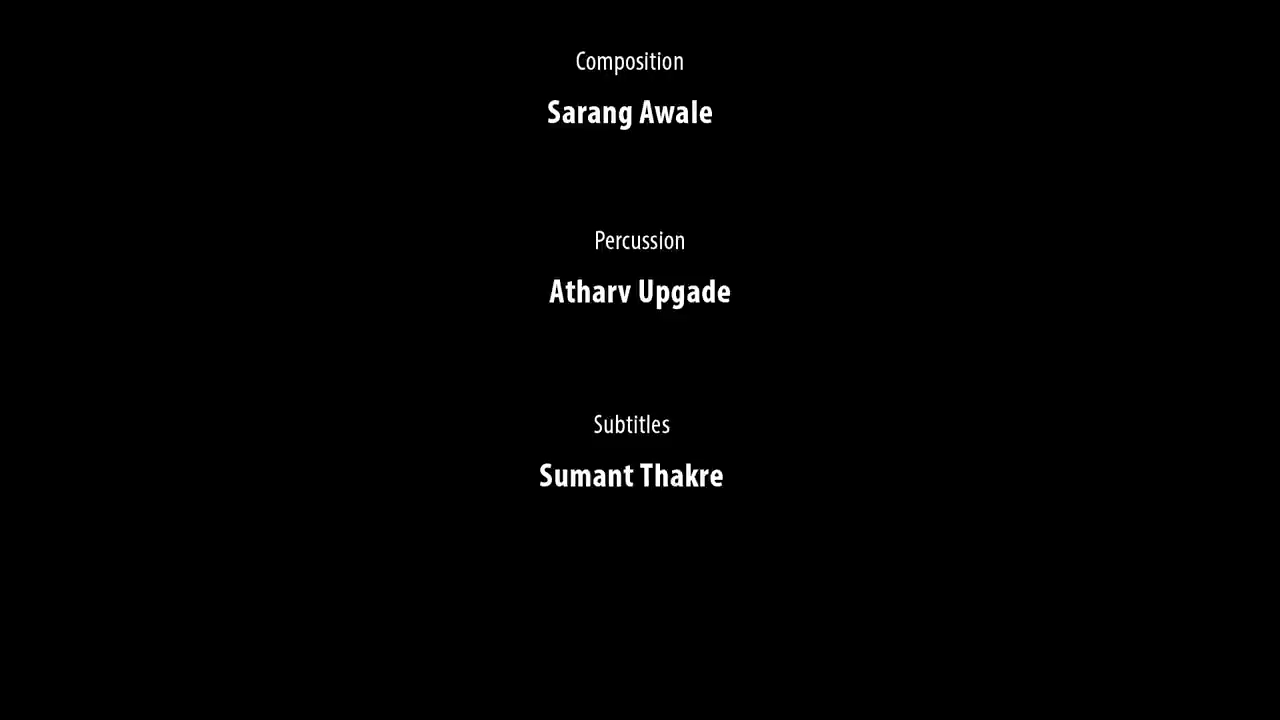 Composition
Sarang Awale
Percussion
Atharv Upgade
Subtitles
Sumant Thakre